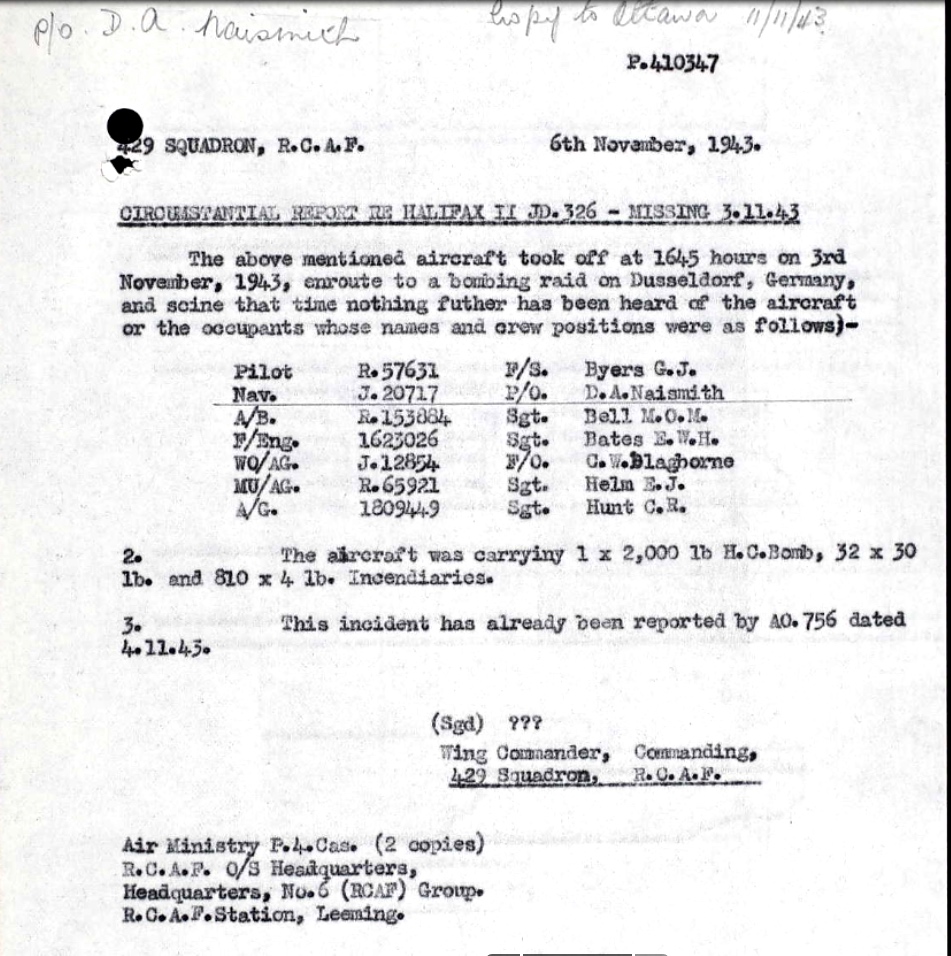 P/O. D. A. Naismith
Copy to Ottawa 11/11/43.
P.410347
429 SQUADRON, R.C.A.F. 6th November, 1943.
CIRCUMSTANTIAL REPORT RE HALIFAX II JD.326 - MISSING 3.11.43
The above mentioned aircraft took off at 1645 hours on 3rd
November, 1943, enroute to a bombing raid on Dusseldorf, Germany,
and scine that time nothing futher has been heard of the aircraft
or the occupants whose names and crew positions were as follows)-
Pilot R.57631 F/S. Byers G.J.
Nav. J.20717 P/O. D.A.Naismith
A/B. R.153884 Sgt. Bell M.O.M.
F/Eng. 1623026 Sgt. Bates E.W.H.
WO/AG. J.12854 F/O. C.W.Blagborne
MU/AG. R.65921 Sgt. Helm E.J.
A/G. 1809449 Sgt. Hunt C.R.
2. The aircraft was carryiny 1 x 2,000 lb H.C.Bomb, 32 x 30
lb. and 810 x 4 lb. Incendiaries.
3. This incident has already been reported by AO.756 dated
4.11.43.
(Sgd) ???
Wing Commander, Commanding,
429 Squadron, R.C.A.F.
Air Ministry P.4.Cas. (2 copies)
R.C.A.F. O/S Headquarters,
Headquarters, No.6 (RCAF) Group.
R.C.A.F.Station, Leeming.